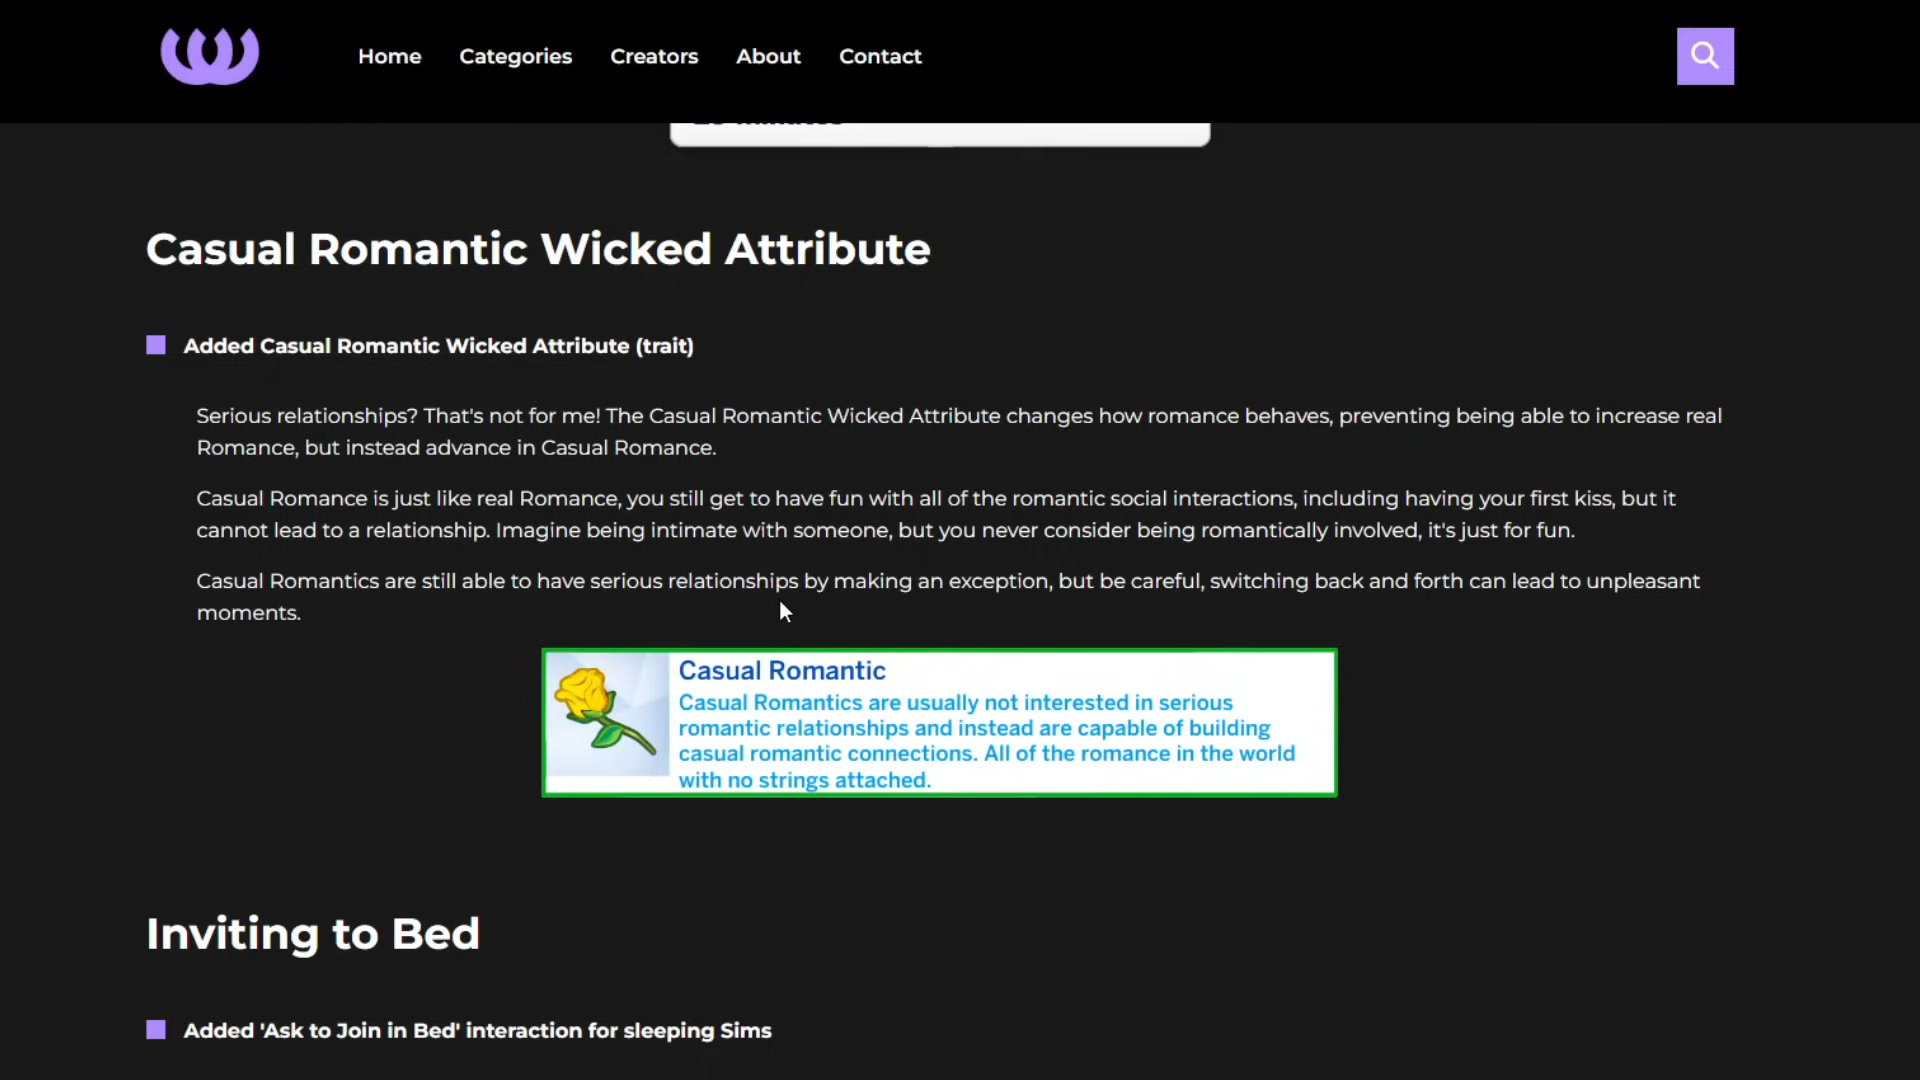 Home
Categories
Creators
About
Contact
Casual Romantic Wicked Attribute
Added Casual Romantic Wicked Attribute (trait)
Serious relationships? That's not for me! The Casual Romantic Wicked Attribute changes how romance behaves, preventing being able to increase real
Romance, but instead advance in Casual Romance.
Casual Romance is just like real Romance, you still get to have fun with all of the romantic social interactions, including having your first kiss, but it
cannot lead to a relationship. Imagine being intimate with someone, but you never consider being romantically involved, it's just for fun.
Casual Romantics are still able to have serious relationships by making an exception, but be careful, switching back and forth can lead to unpleasant
moments.
Casual Romantic
Casual Romantics are usually not interested in serious
romantic relationships and instead are capable of building
casual romantic connections. All of the romance in the world
with no strings attached.
Inviting to Bed
Added 'Ask to Join in Bed' interaction for sleeping Sims